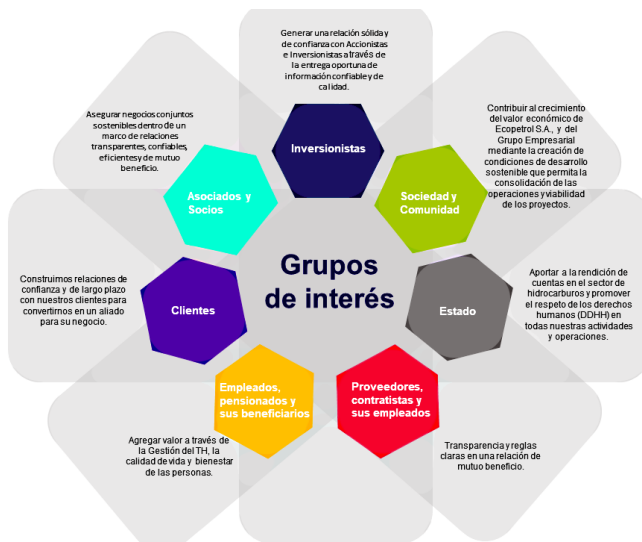 Generar una relación sólida y
de confianza con Accionistas
e Inversionistas a través de
la entrega oportuna de
información confiable y de
calidad.
Inversionistas
Contribuir al crecimiento
del valor económico de
Ecopetrol S.A., y del
Grupo Empresarial
mediante la creación de
condiciones de desarrollo
sostenible que permita la
consolidación de las
operaciones y viabilidad
de los proyectos.
Sociedad y
Comunidad
Aportar a la rendición de
cuentas en el sector de
hidrocarburos y promover
el respeto de los derechos
humanos (DDHH) en
todas nuestras actividades
y operaciones.
Estado
Proveedores,
contratistas y
sus empleados
Transparencia y reglas
claras en una relación de
mutuo beneficio.
Empleados,
pensionados y
sus beneficiarios
Agregar valor a través de
la Gestión del TH, la
calidad de vida y bienestar
de las personas.
Clientes
Construimos relaciones de
confianza y de largo plazo
con nuestros clientes para
convertirnos en un aliado
para su negocio.
Asociados y
Socios
Asegurar negocios conjuntos
sostenibles dentro de un
marco de relaciones
transparentes, confiables,
eficientes y de mutuo
beneficio.
Grupos
de interés